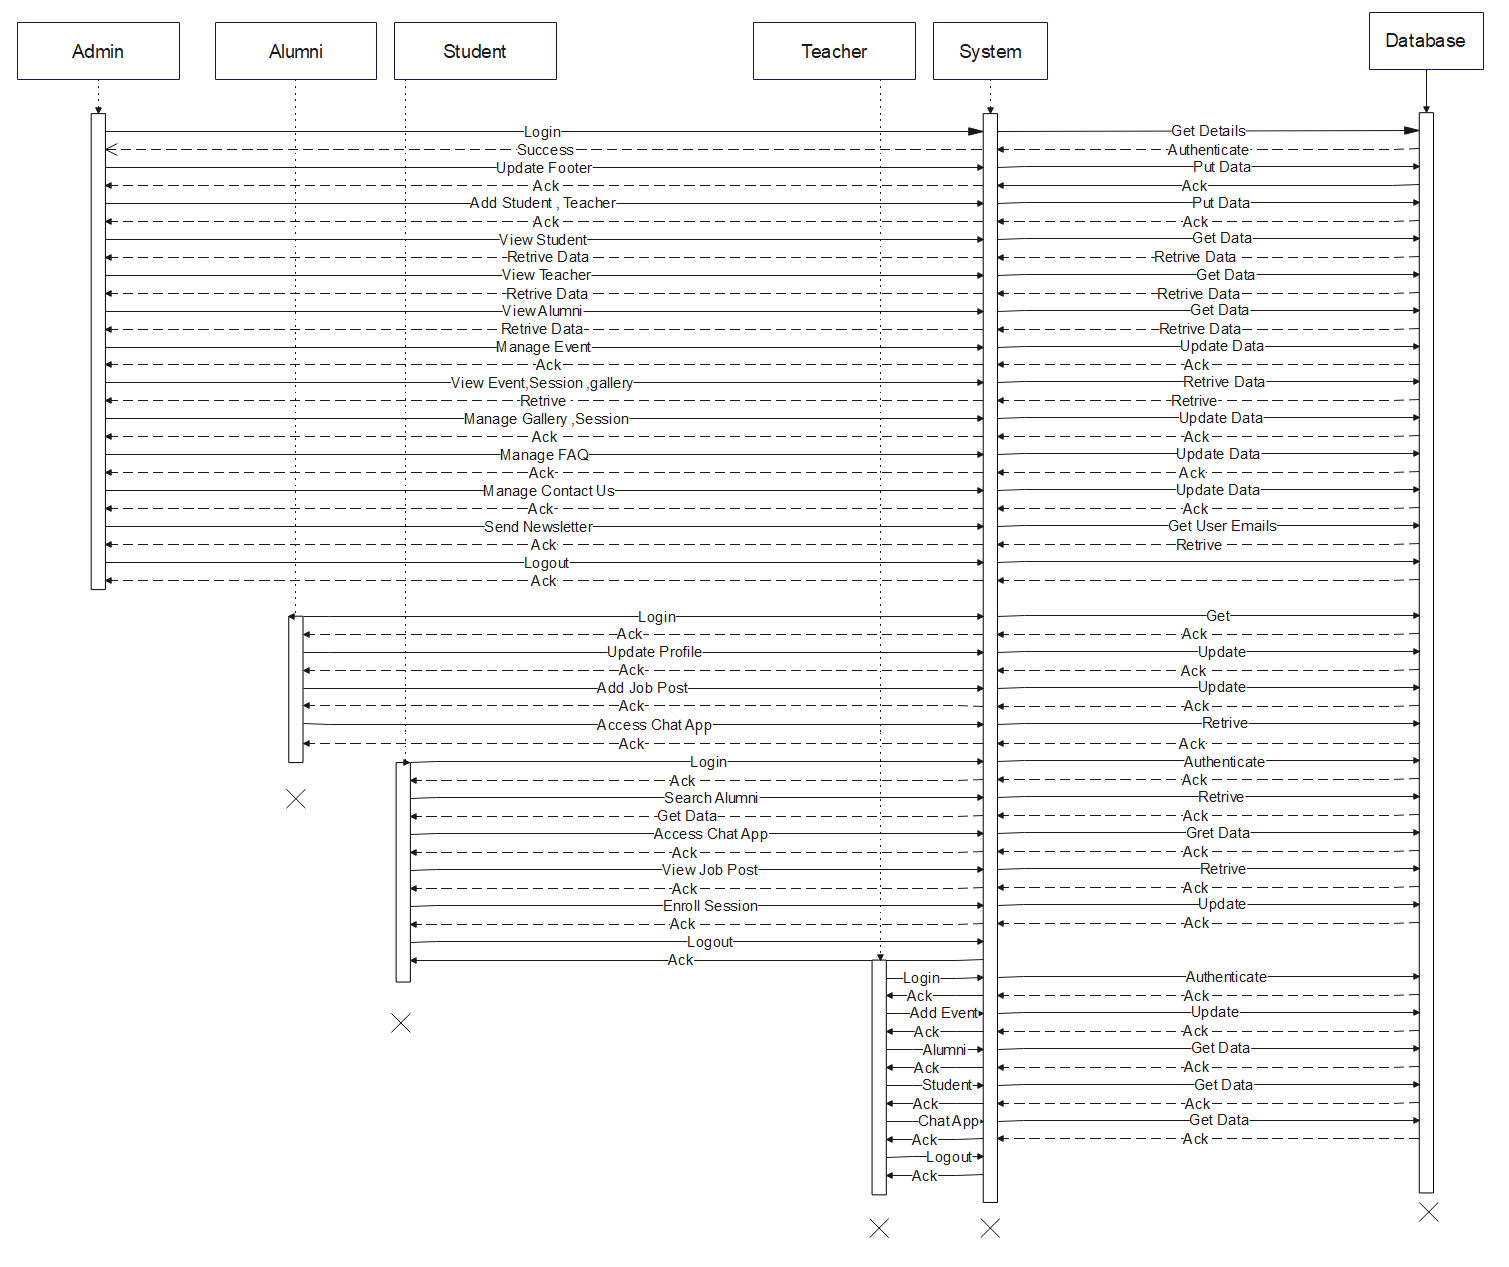 Admin Alumni Student Teacher System Database
Login Get Details
Success Authenticate
Update Footer Put Data
Ack Ack
Add Student , Teacher Put Data
Ack Ack
View Student Get Data
Retrive Data Retrive Data
View Teacher Get Data
Retrive Data Retrive Data
View Alumni Get Data
Retrive Data Retrive Data
Manage Event Update Data
Ack Ack
View Event,Session ,gallery Retrive Data
Retrive Retrive
Manage Gallery ,Session Update Data
Ack Ack
Manage FAQ Update Data
Ack Ack
Manage Contact Us Update Data
Ack Ack
Send Newsletter Get User Emails
Ack Retrive
Logout
Ack
Login Get
Ack Ack
Update Profile Update
Ack Ack
Add Job Post Update
Ack Ack
Access Chat App Retrive
Ack Ack
Login Authenticate
Ack Ack
Search Alumni Retrive
Get Data Ack
Access Chat App Gret Data
Ack Ack
View Job Post Retrive
Ack Ack
Enroll Session Update
Ack Ack
Logout
Ack
Login Authenticate
Ack Ack
Add Event Update
Ack Ack
Alumni Get Data
Ack Ack
Student Get Data
Ack Ack
Chat App Get Data
Ack Ack
Logout
Ack